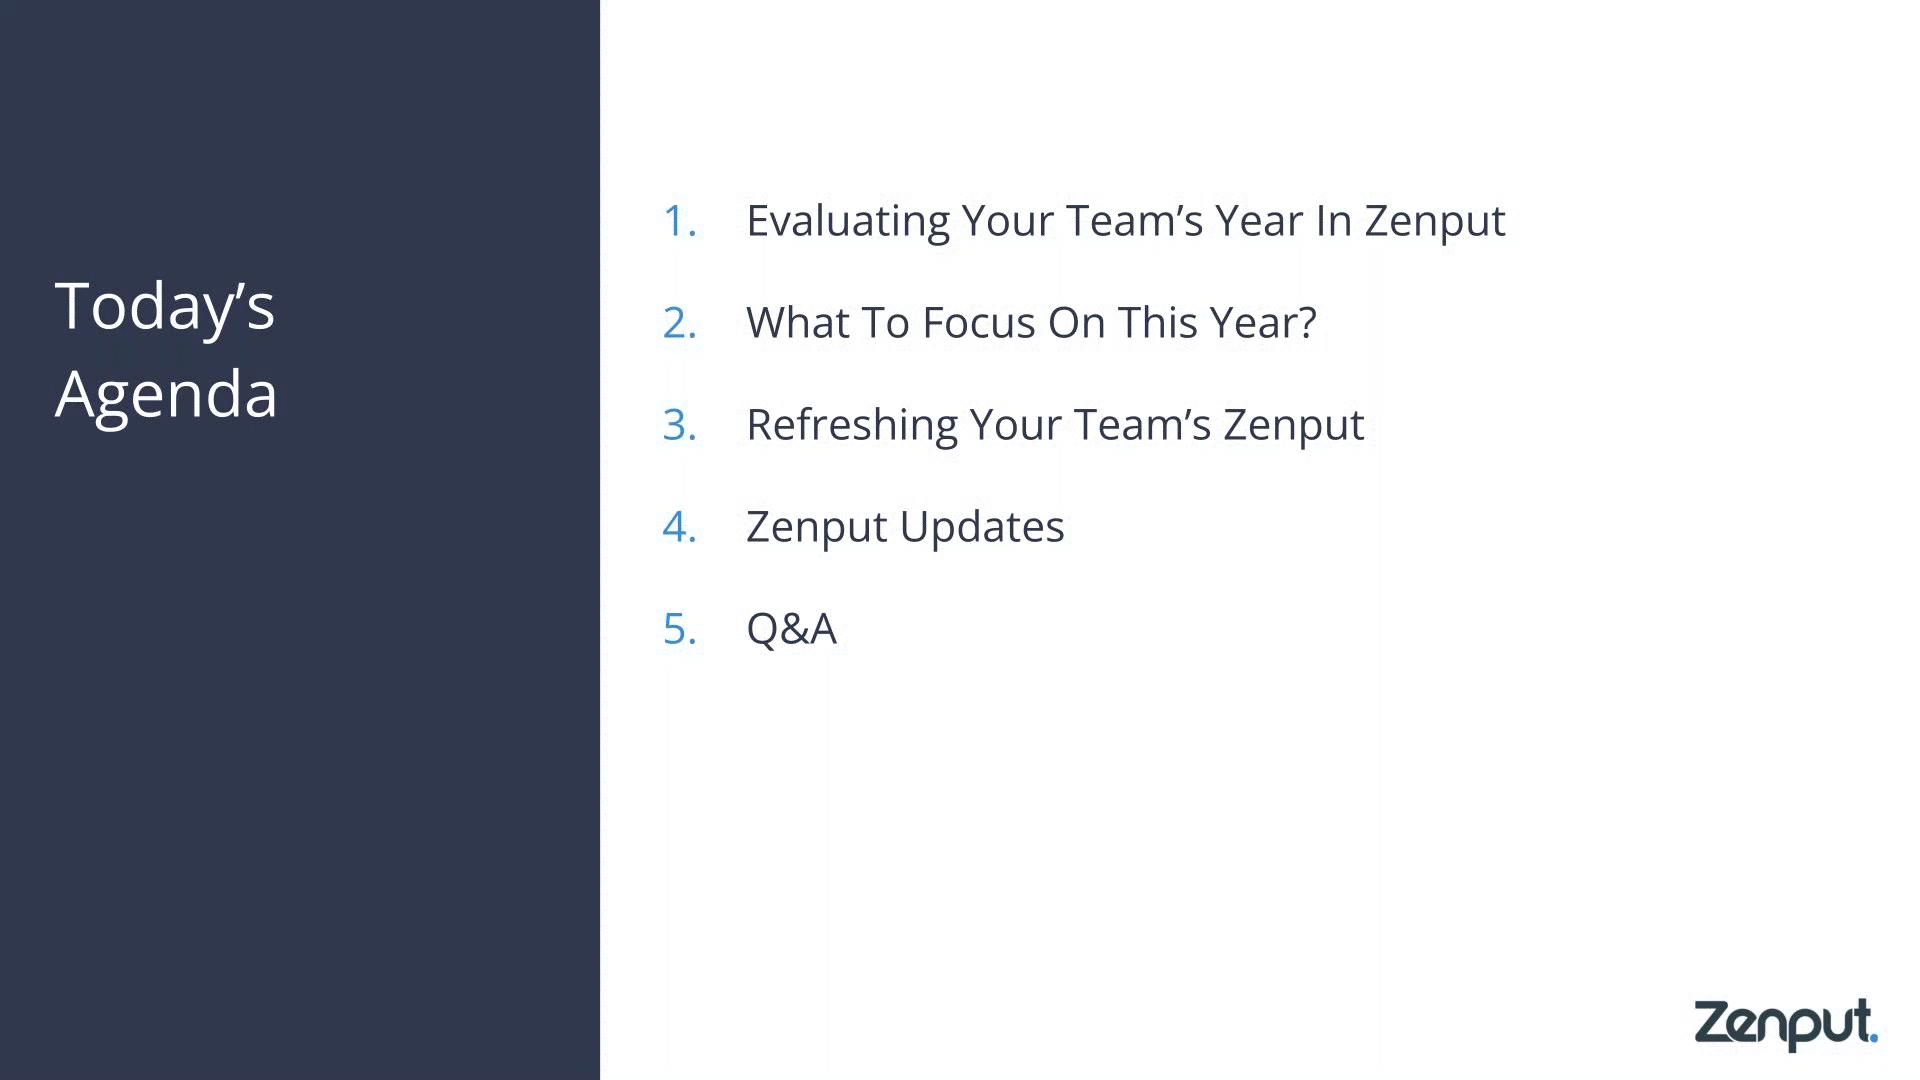 Today’s
Agenda
1. Evaluating Your Team’s Year In Zenput
2. What To Focus On This Year?
3. Refreshing Your Team’s Zenput
4. Zenput Updates
5. Q&A
Zenput.